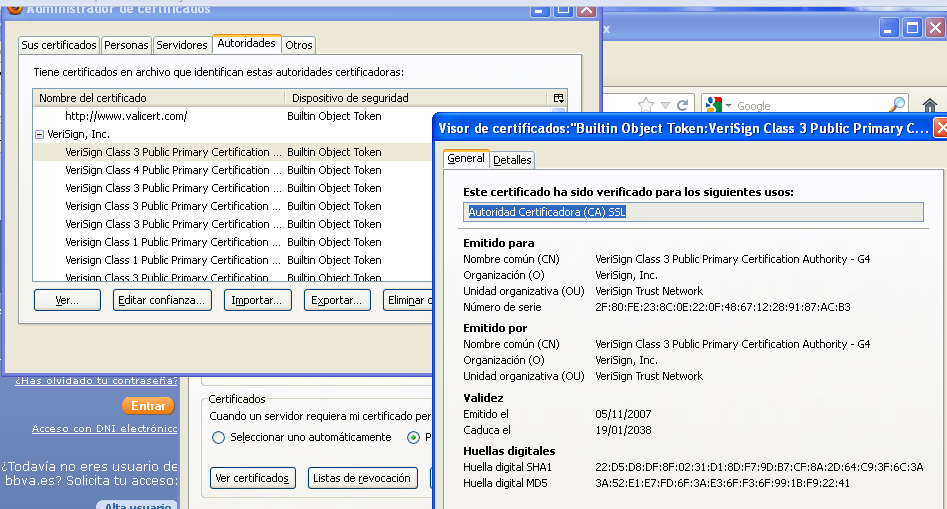 Administrador de certificados
Sus certificados
Personas
Servidores
Autoridades
Otros
Tiene certificados en archivo que identifican estas autoridades certificadoras:
Nombre del certificado
Dispositivo de seguridad
http://www.valicert.com/
Builtin Object Token
VeriSign, Inc.
VeriSign Class 3 Public Primary Certification ...
Builtin Object Token
VeriSign Class 4 Public Primary Certification ...
Builtin Object Token
VeriSign Class 3 Public Primary Certification ...
Builtin Object Token
Verisign Class 3 Public Primary Certification ...
Builtin Object Token
VeriSign Class 3 Public Primary Certification ...
Builtin Object Token
Verisign Class 1 Public Primary Certification ...
Builtin Object Token
Verisign Class 1 Public Primary Certification ...
Builtin Object Token
Verisign Class 3 Public Primary Certification ...
Builtin Object Token
Ver...
Editar confianza...
Importar...
Exportar...
Eliminar
x
Google
Visor de certificados:"Builtin Object Token:VeriSign Class 3 Public Primary C...
General
Detalles
Este certificado ha sido verificado para los siguientes usos:
Autoridad Certificadora (CA) SSL
Emitido para
Nombre común (CN) VeriSign Class 3 Public Primary Certification Authority - G4
Organización (O) VeriSign, Inc.
Unidad organizativa (OU) VeriSign Trust Network
Número de serie 2F:80:FE:23:8C:0E:22:0F:48:67:12:28:91:87:AC:B3
Emitido por
Nombre común (CN) VeriSign Class 3 Public Primary Certification Authority - G4
Organización (O) VeriSign, Inc.
Unidad organizativa (OU) VeriSign Trust Network
Validez
Emitido el 05/11/2007
Caduca el 19/01/2038
Huellas digitales
Huella digital SHA1 22:D5:D8:DF:8F:02:31:D1:8D:F7:9D:B7:CF:8A:2D:64:C9:3F:6C:3A
Huella digital MD5 3A:52:E1:E7:FD:6F:3A:E3:6F:F3:6F:99:1B:F9:22:41
¿Has olvidado tu contraseña?
Entrar
Acceso con DNI electrónico
¿Todavía no eres usuario de
bbva.es? Solicita tu acceso:
Alta usuario
Certificados
Cuando un servidor requiera mi certificado per
Seleccionar uno automáticamente
P
Ver certificados
Listas de revocación